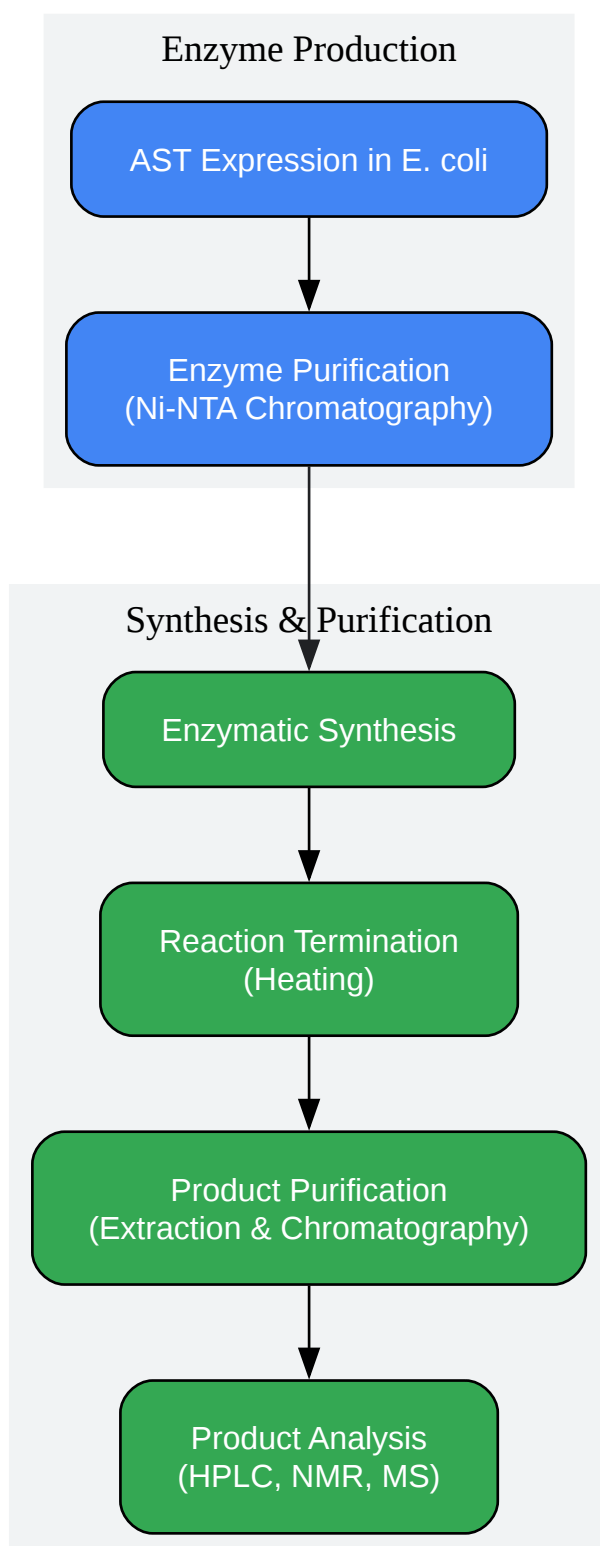 Enzyme Production
AST Expression in E. coli
Enzyme Purification
(Ni-NTA Chromatography)
Synthesis & Purification
Enzymatic Synthesis
Reaction Termination
(Heating)
Product Purification
(Extraction & Chromatography)
Product Analysis
(HPLC, NMR, MS)